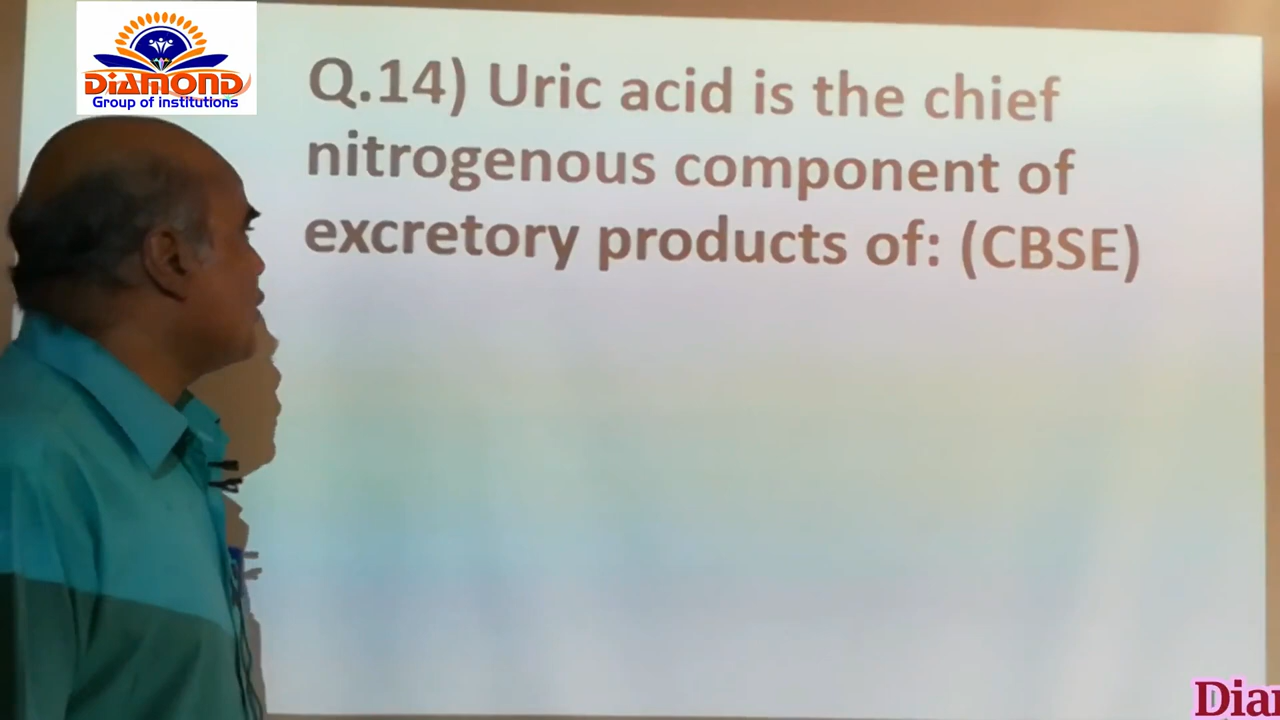 DIAMOND
Group of institutions
Q.14) Uric acid is the chief
nitrogenous component of
excretory products of: (CBSE)